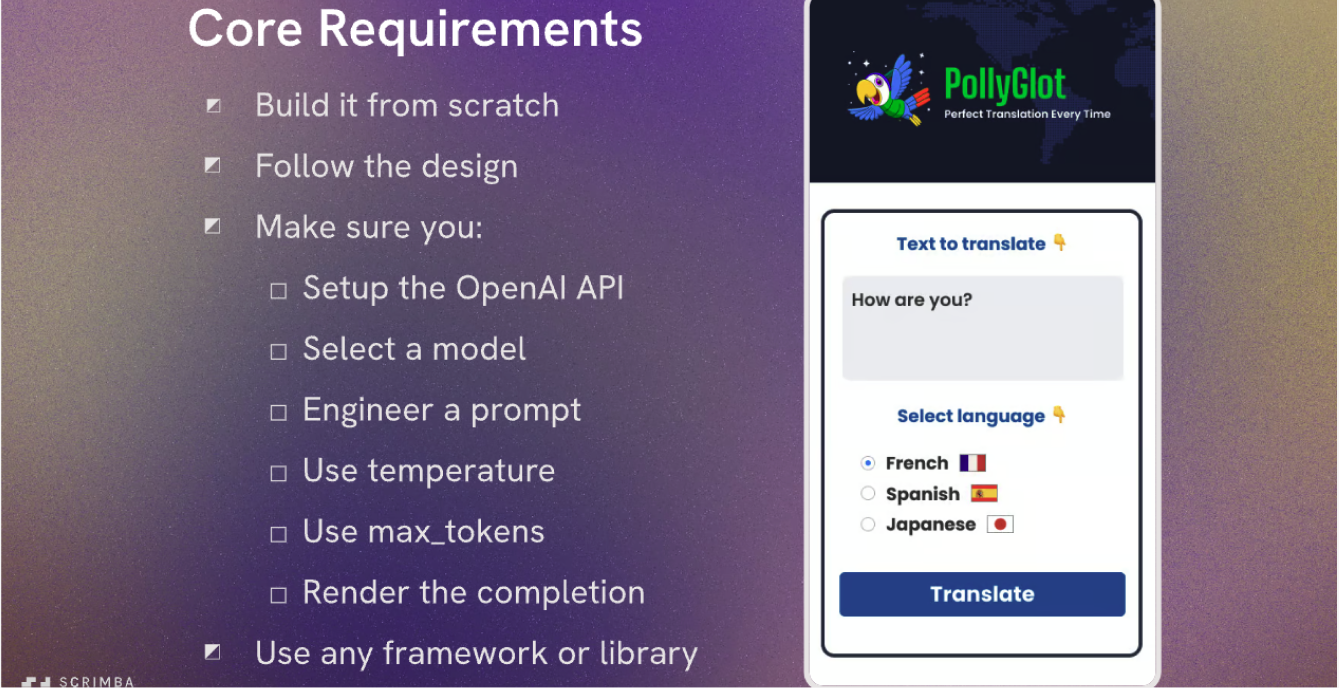 Core Requirements
Build it from scratch
Follow the design
Make sure you:
Setup the OpenAI API
Select a model
Engineer a prompt
Use temperature
Use max_tokens
Render the completion
Use any framework or library
SCRIMBA
PollyGlot
Perfect Translation Every Time
Text to translate 👇
How are you?
Select language 👇
French
Spanish
Japanese
Translate